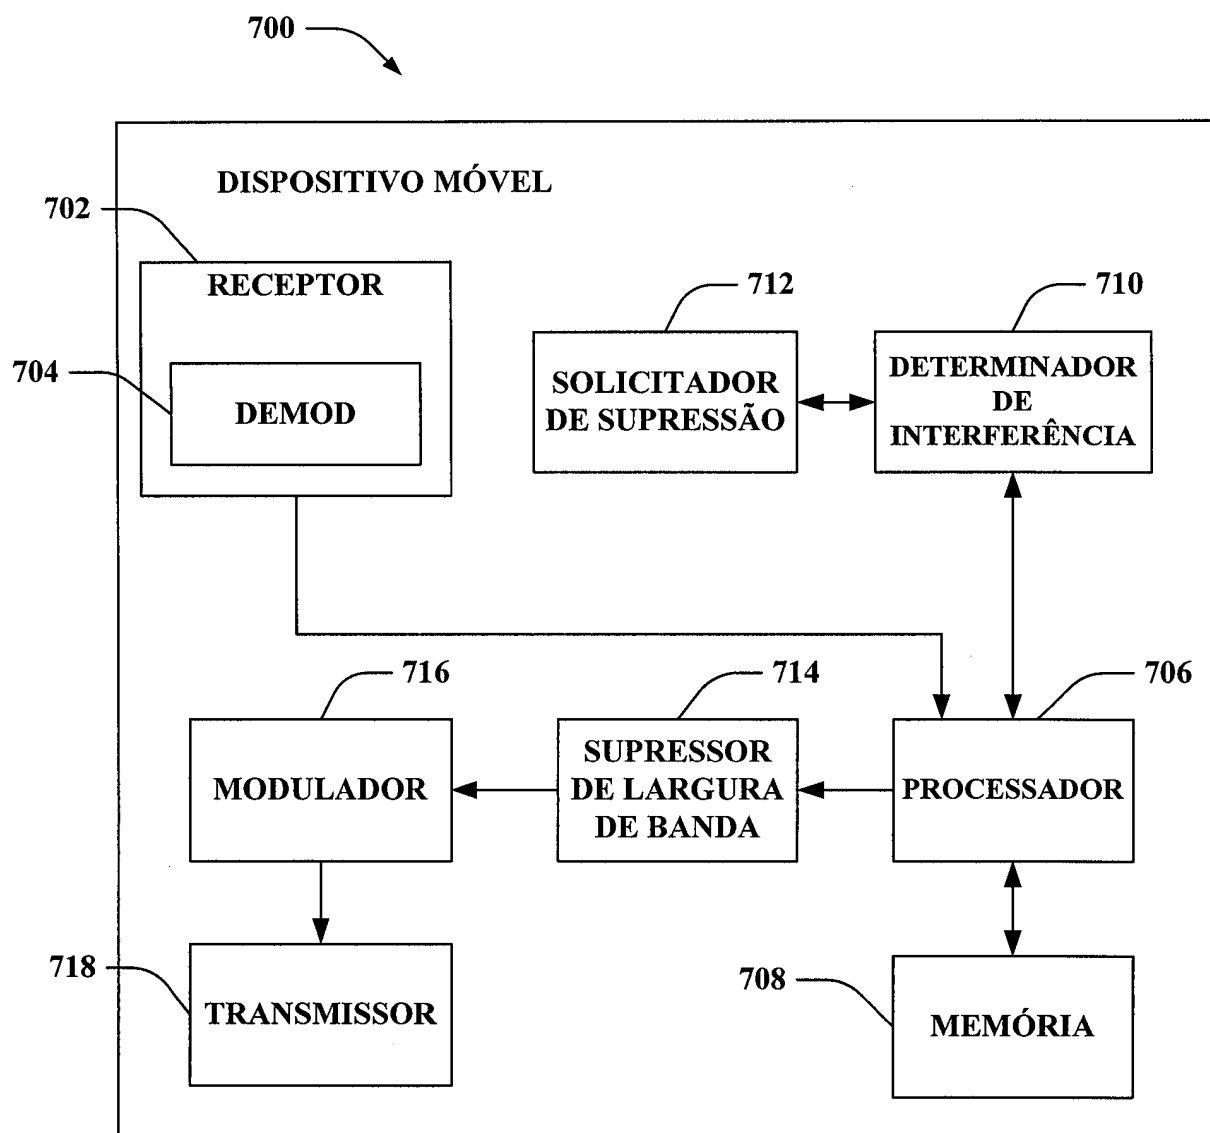 700
DISPOSITIVO MÓVEL
702
RECEPTOR
704
DEMOD
712
SOLICITADOR
DE SUPRESSÃO
710
DETERMINADOR
DE
INTERFERÊNCIA
716
MODULADOR
714
SUPRESSOR
DE LARGURA
DE BANDA
706
PROCESSADOR
718
TRANSMISSOR
708
MEMÓRIA